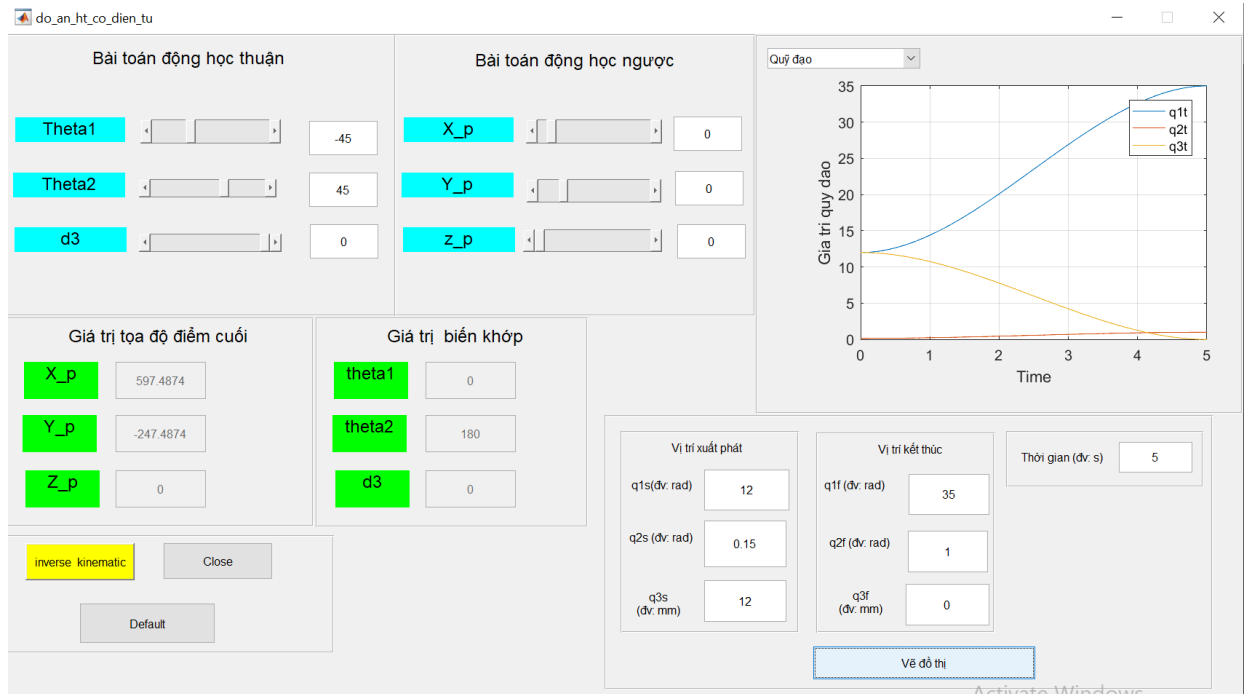 do_an_ht_co_dien_tu
Bài toán động học thuận
Theta1
-45
Theta2
45
d3
0
Bài toán động học ngược
X_p
0
Y_p
0
z_p
0
Quỹ đạo
35
30
25
20
15
10
5
0
Gia tri quy dao
0 1 2 3 4 5
Time
q1t
q2t
q3t
Giá trị tọa độ điểm cuối
X_p
597.4874
Y_p
-247.4874
Z_p
0
Giá trị biến khớp
theta1
0
theta2
180
d3
0
inverse kinematic
Close
Default
Vị trí xuất phát
q1s(đv: rad)
12
q2s (đv: rad)
0.15
q3s
(đv: mm)
12
Vị trí kết thúc
q1f (đv: rad)
35
q2f (đv: rad)
1
q3f
(đv: mm)
0
Thời gian (đv: s)
5
Vẽ đồ thị
Activate Windows